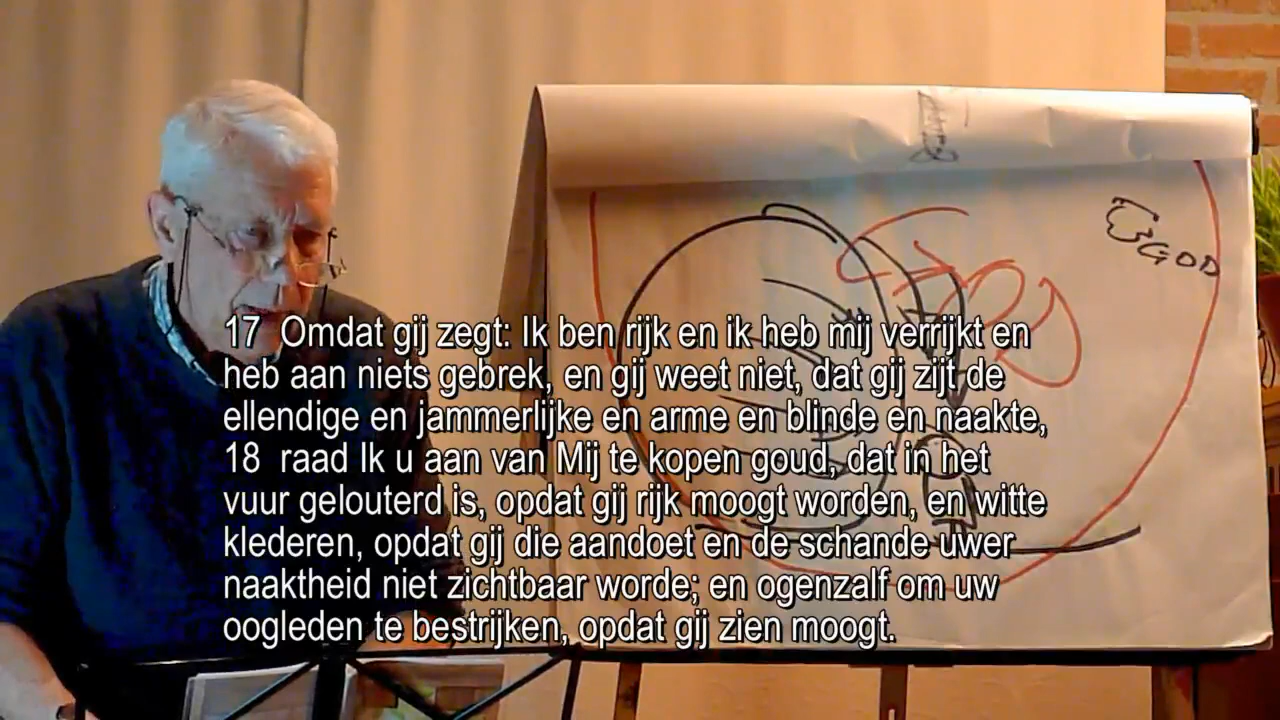 GOD
17 Omdat gij zegt: Ik ben rijk en ik heb mij verrijkt en
heb aan niets gebrek, en gij weet niet, dat gij zijt de
ellendige en jammerlijke en arme en blinde en naakte,
18 raad Ik u aan van Mij te kopen goud, dat in het
vuur gelouterd is, opdat gij rijk moogt worden, en witte
klederen, opdat gij die aandoet en de schande uwer
naaktheid niet zichtbaar worde; en ogenzalf om uw
oogleden te bestrijken, opdat gij zien moogt.